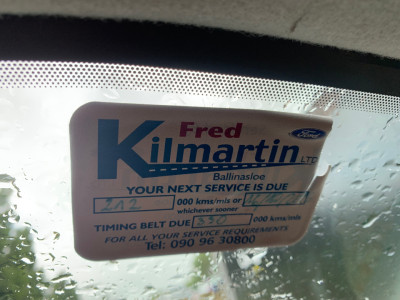 Fred
Ford
Kilmartin LTD
Ballinasloe
YOUR NEXT SERVICE IS DUE
212 000 kms/mls or
whichever sooner
TIMING BELT DUE 330 000 kms/mls
FOR ALL YOUR SERVICE REQUIREMENTS
Tel: 090 96 30800